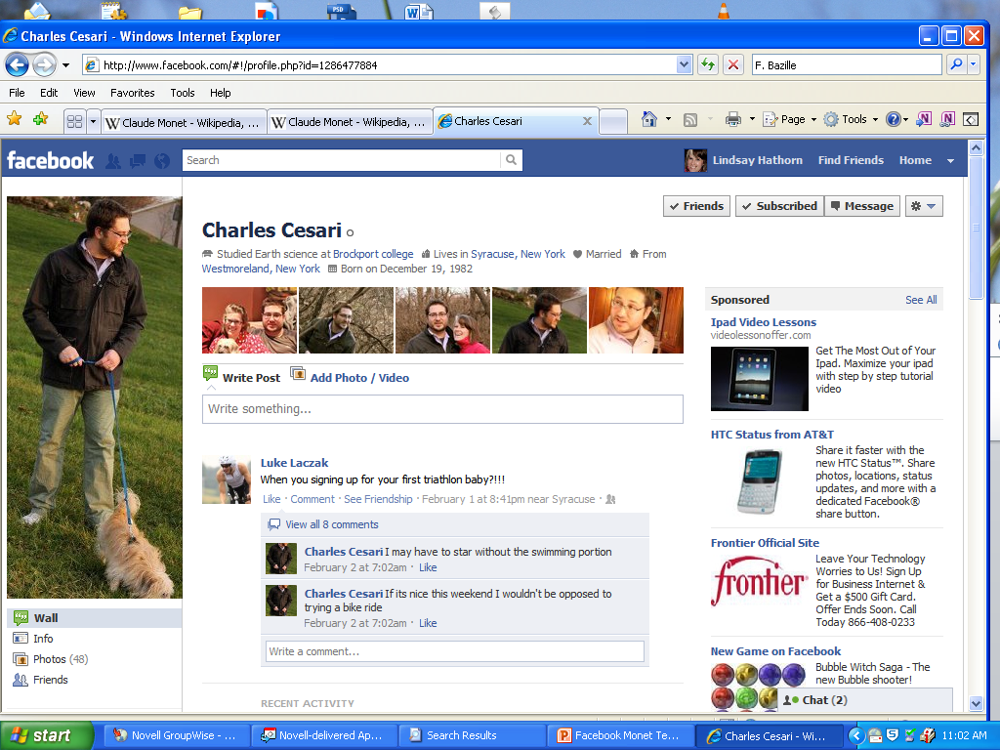 PSD
Charles Cesari - Windows Internet Explorer
http://www.facebook.com/#!/profile.php?id=1286477884
F. Bazille
File Edit View Favorites Tools Help
Claude Monet - Wikipedia, ...
Claude Monet - Wikipedia, ...
Charles Cesari
Page Tools
facebook
Search
Lindsay Hathorn Find Friends Home
Friends Subscribed Message
Charles Cesari
Studied Earth science at Brockport college Lives in Syracuse, New York Married From
Westmoreland, New York Born on December 19, 1982
Write Post Add Photo / Video
Write something...
Luke Laczak
When you signing up for your first triathlon baby?!!!
Like · Comment · See Friendship · February 1 at 8:41pm near Syracuse ·
View all 8 comments
Charles Cesari I may have to star without the swimming portion
February 2 at 7:02am · Like
Charles Cesari If its nice this weekend I wouldn't be opposed to
trying a bike ride
February 2 at 7:02am · Like
Write a comment...
RECENT ACTIVITY
Wall
Info
Photos (48)
Friends
Sponsored See All
Ipad Video Lessons
videolessonoffer.com
Get The Most Out of Your
Ipad. Maximize your ipad
with step by step tutorial
video
HTC Status from AT&T
Share it faster with the
new HTC Status™. Share
photos, locations, status
updates, and more with a
dedicated Facebook®
share button.
Frontier Official Site
frontier
Leave Your Technology
Worries to Us! Sign Up
for Business Internet &
Get a $500 Gift Card.
Offer Ends Soon. Call
Today 866-408-0233
New Game on Facebook
Bubble Witch Saga - The
new Bubble shooter!
Chat (2)
start
Novell GroupWise - ...
Novell-delivered Ap...
Search Results
Facebook Monet Te...
Charles Cesari - Wi...
11:02 AM